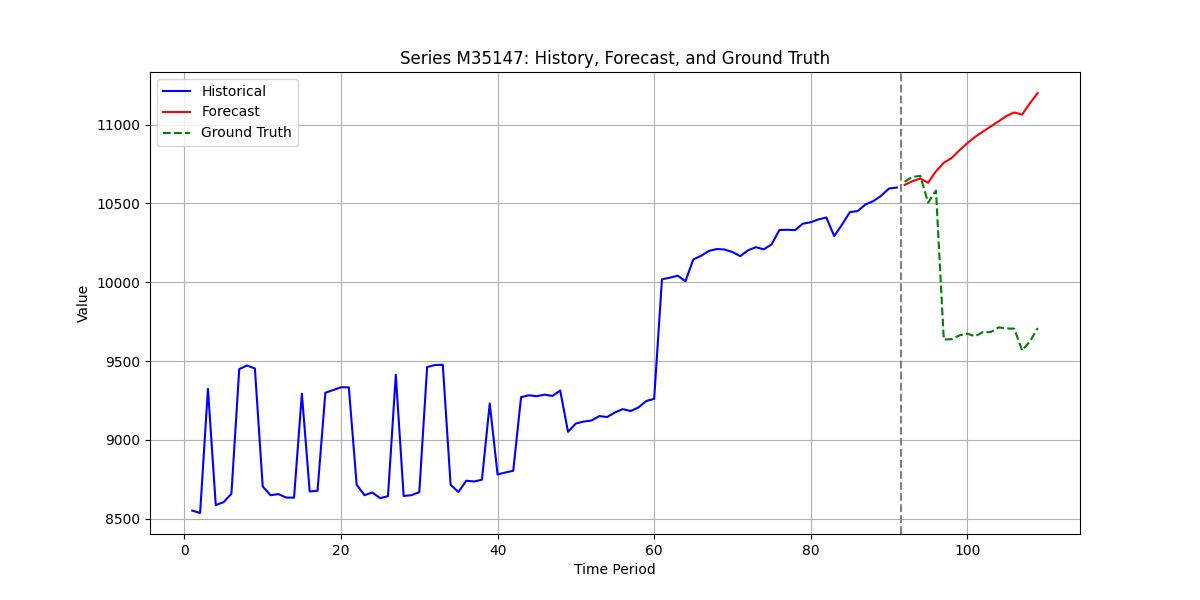 Series M35147: History, Forecast, and Ground Truth
Historical
Forecast
Ground Truth
11000
10500
10000
9500
9000
8500
Value
0 20 40 60 80 100
Time Period